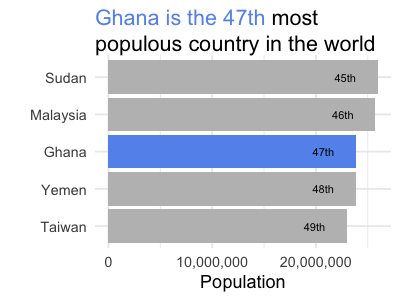 Ghana is the 47th most
populous country in the world
Sudan 45th
Malaysia 46th
Ghana 47th
Yemen 48th
Taiwan 49th
0 10,000,000 20,000,000
Population